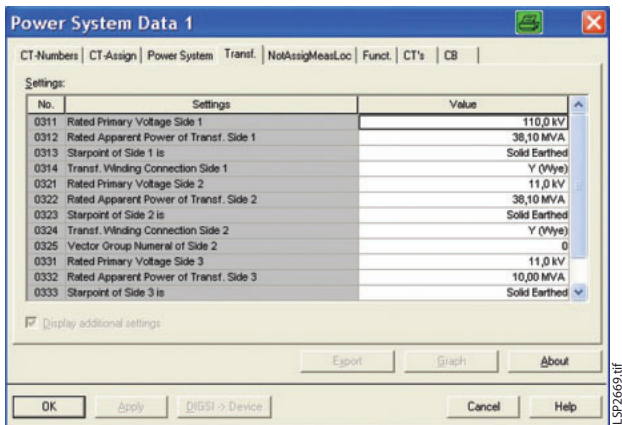 Power System Data 1
CT-Numbers CT-Assign Power System Transf. NotAssigMeasLoc Funct. CT's CB
Settings:
No. Settings Value
0311 Rated Primary Voltage Side 1 110,0 kV
0312 Rated Apparent Power of Transf. Side 1 38,10 MVA
0313 Starpoint of Side 1 is Solid Earthed
0314 Transf. Winding Connection Side 1 Y (Wye)
0321 Rated Primary Voltage Side 2 11,0 kV
0322 Rated Apparent Power of Transf. Side 2 38,10 MVA
0323 Starpoint of Side 2 is Solid Earthed
0324 Transf. Winding Connection Side 2 Y (Wye)
0325 Vector Group Numeral of Side 2 0
0331 Rated Primary Voltage Side 3 11,0 kV
0332 Rated Apparent Power of Transf. Side 3 10,00 MVA
0333 Starpoint of Side 3 is Solid Earthed
Display additional settings
Export Graph About
OK Apply DIGSI -> Device Cancel Help
LSP2669.tif